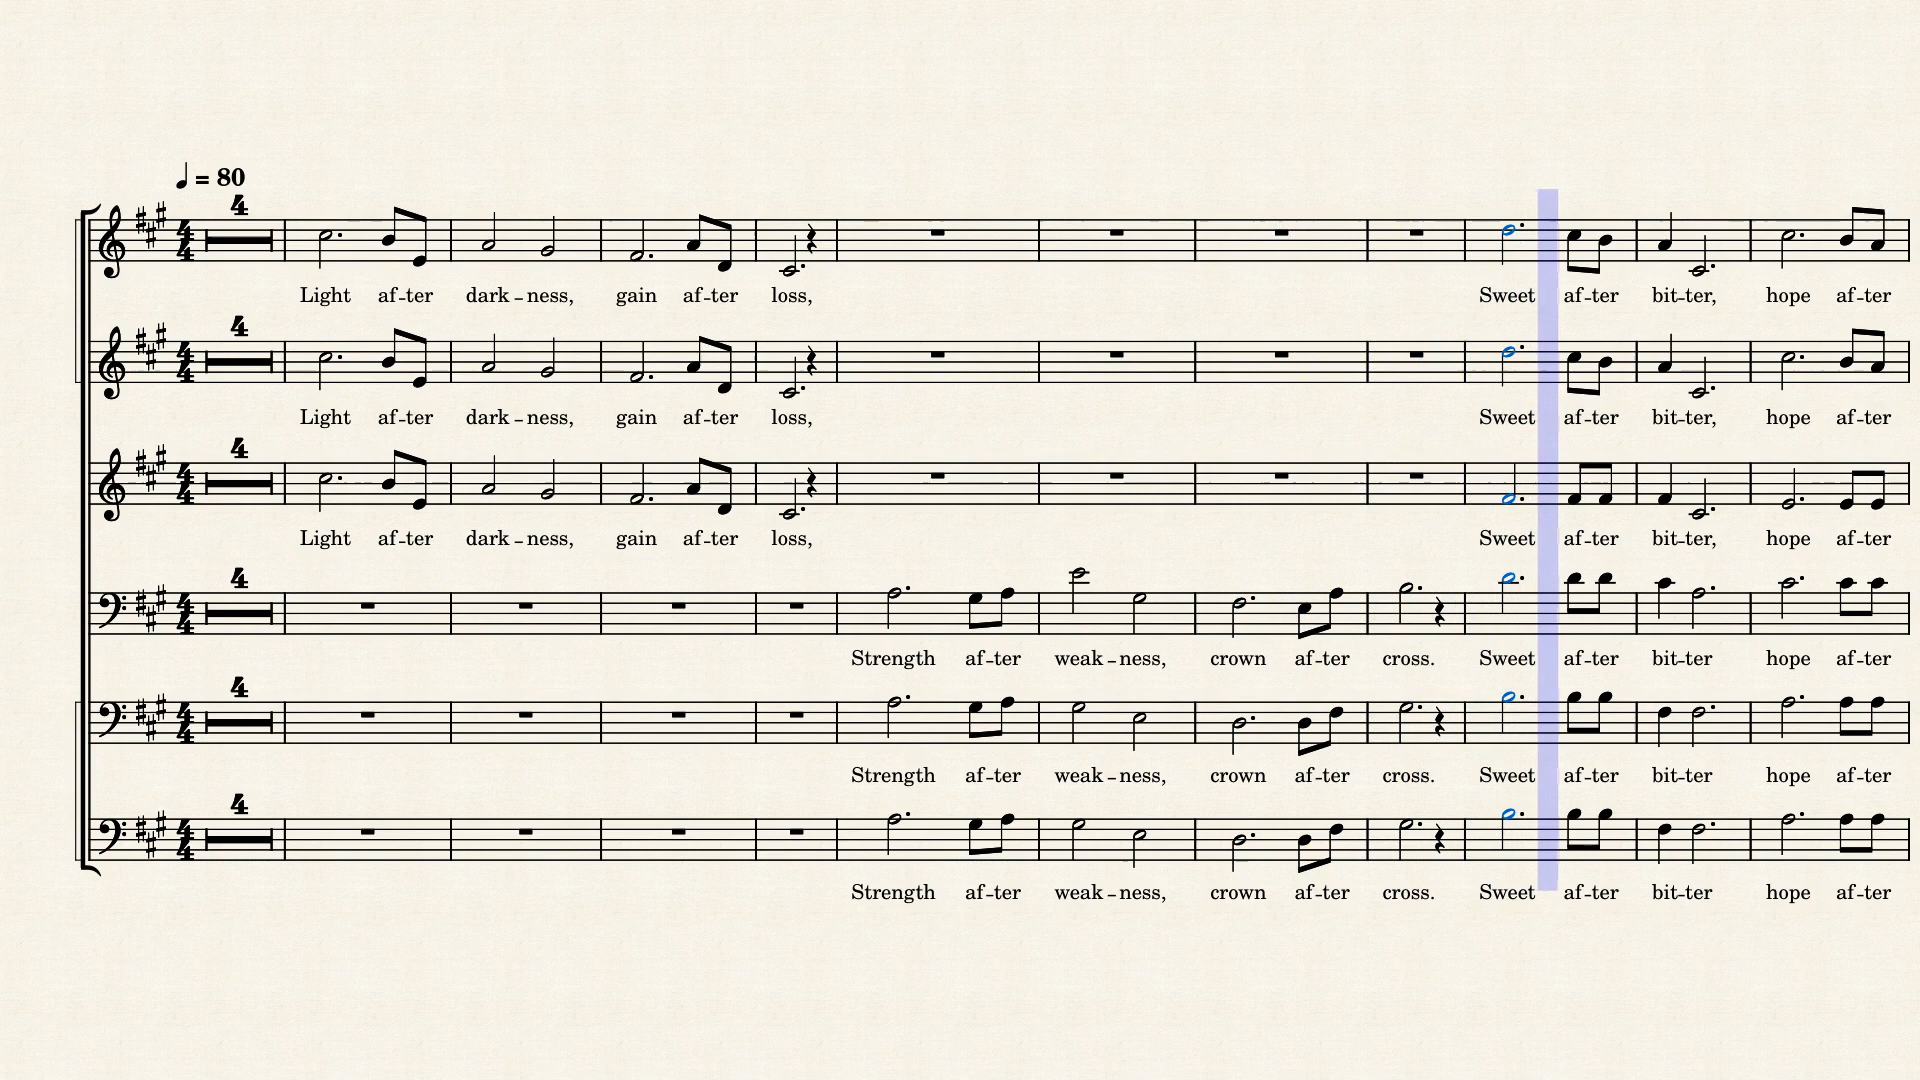 ♩ = 80
4
Light af-ter dark-ness, gain af-ter loss, Sweet af-ter bit-ter, hope af-ter
4
Light af-ter dark-ness, gain af-ter loss, Sweet af-ter bit-ter, hope af-ter
4
Light af-ter dark-ness, gain af-ter loss, Sweet af-ter bit-ter, hope af-ter
4
Strength af-ter weak-ness, crown af-ter cross. Sweet af-ter bit-ter hope af-ter
4
Strength af-ter weak-ness, crown af-ter cross. Sweet af-ter bit-ter hope af-ter
4
Strength af-ter weak-ness, crown af-ter cross. Sweet af-ter bit-ter hope af-ter